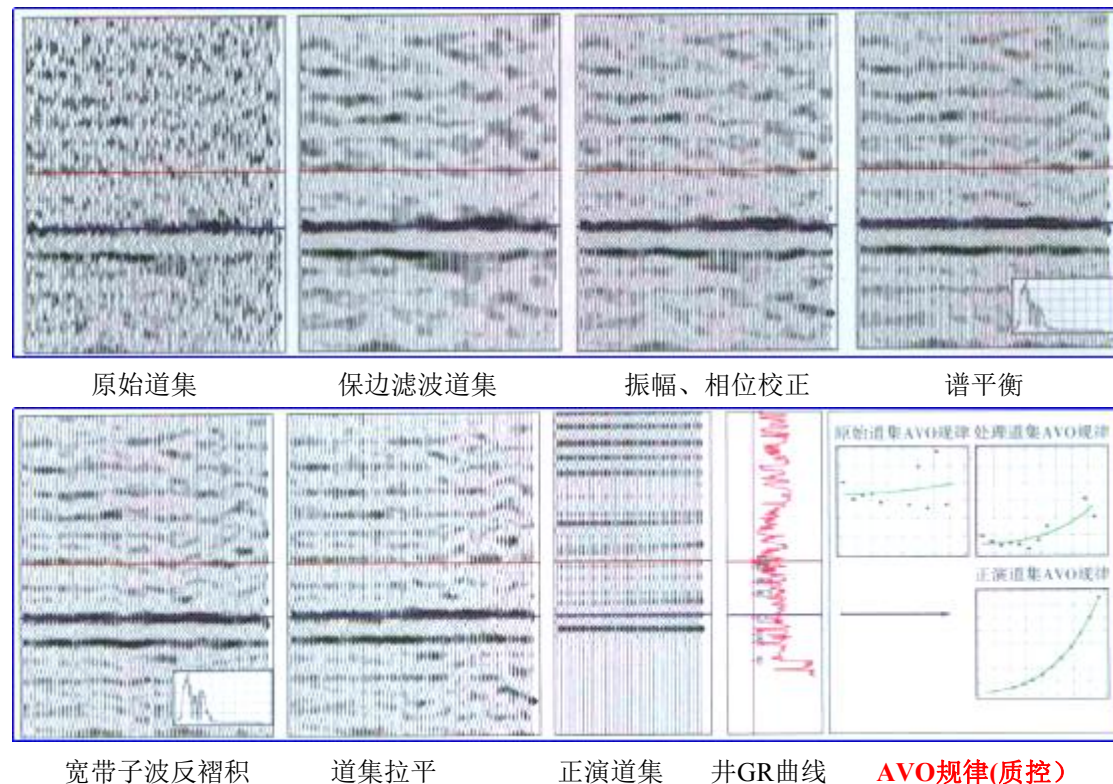 原始道集
保边滤波道集
振幅、相位校正
谱平衡
原始道集AVO规律
处理道集AVO规律
正演道集AVO规律
宽带子波反褶积
道集拉平
正演道集
井GR曲线
AVO规律(质控)